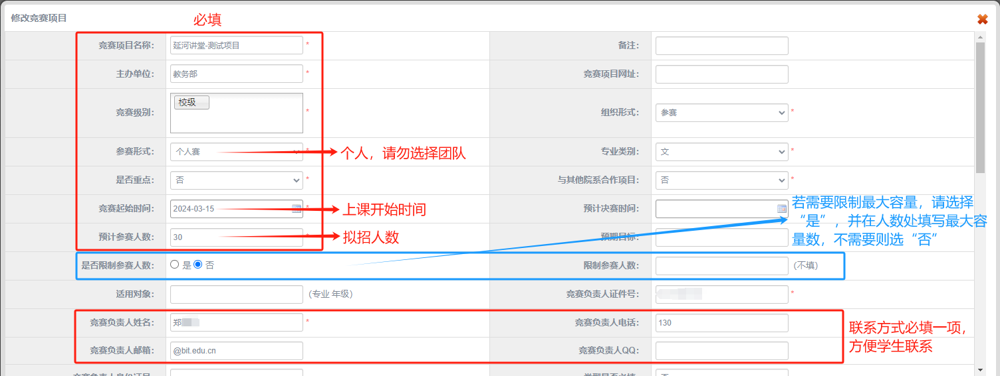 修改竞赛项目
必填
竞赛项目名称： 延河讲堂-测试项目 * 备注：
主办单位： 教务部 * 竞赛项目网址：
竞赛级别： 校级 * 组织形式： 参赛 *
参赛形式： 个人赛 * 个人，请勿选择团队 专业类别： 文 *
是否重点： 否 * 与其他院系合作项目： 否 *
竞赛起始时间： 2024-03-15 * 上课开始时间 预计决赛时间：
预计参赛人数： 30 * 拟招人数 预期目标：
若需要限制最大容量，请选择
“是”，并在人数处填写最大容
量数，不需要则选“否”
是否限制参赛人数： 是 否 限制参赛人数： (不填)
适用对象： (专业 年级) 竞赛负责人证件号： *
竞赛负责人姓名： 郑 * 竞赛负责人电话： 130
竞赛负责人邮箱： @bit.edu.cn 竞赛负责人QQ：
联系方式必填一项，
方便学生联系